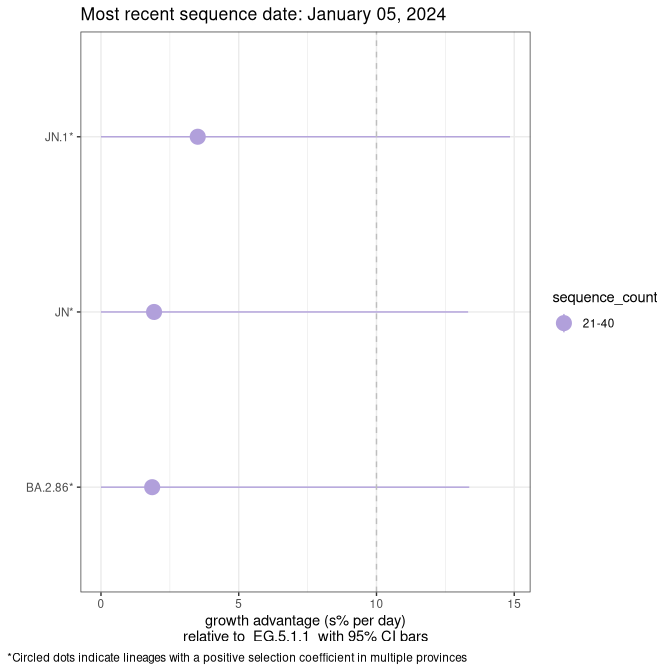 Most recent sequence date: January 05, 2024
JN.1*
JN*
BA.2.86*
0 5 10 15
growth advantage (s% per day)
relative to EG.5.1.1 with 95% CI bars
sequence_count
21-40
*Circled dots indicate lineages with a positive selection coefficient in multiple provinces